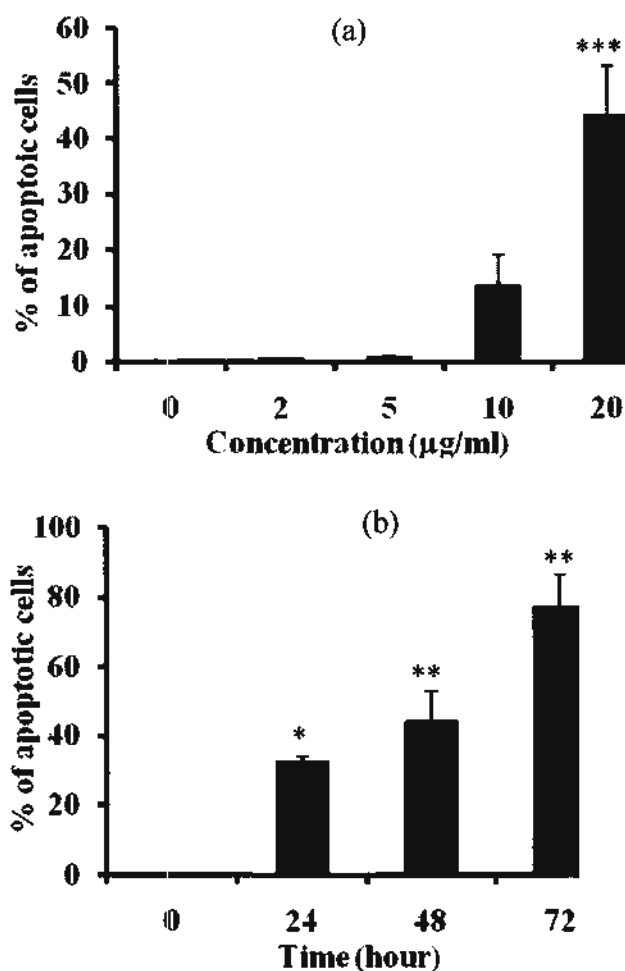 (a)
60
***
50
40
30
20
10
0
% of apoptoic cells
0 2 5 10 20
Concentration (µg/ml)
(b)
100
**
80
**
60
*
40
20
0
% of apoptotic cells
0 24 48 72
Time (hour)